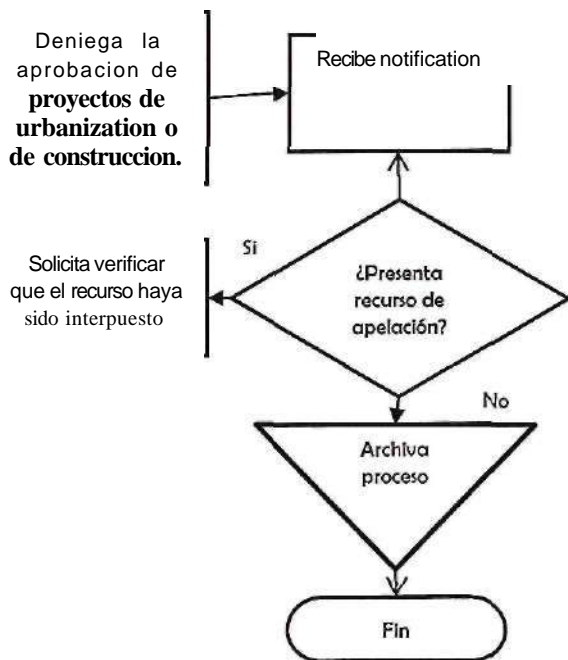 Deniega la
aprobacion de
proyectos de
urbanization o
de construccion.
Recibe notification
Si
Solicita verificar
que el recurso haya
sido interpuesto
¿Presenta
recurso de
apelación?
No
Archiva
proceso
Fin